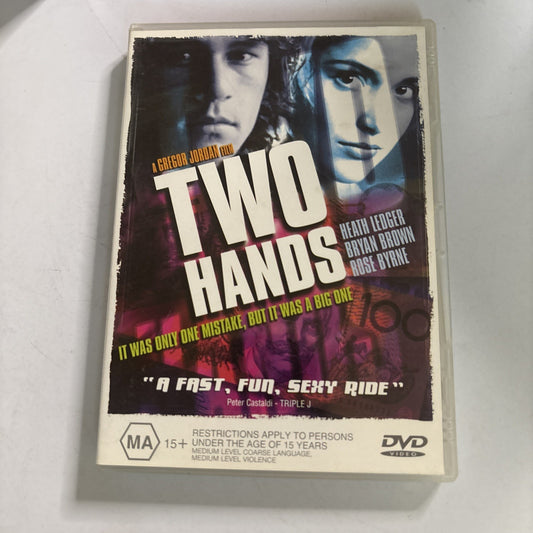 A GREGOR JORDAN FILM
TWO
HANDS
HEATH LEDGER
BRYAN BROWN
ROSE BYRNE
IT WAS ONLY ONE MISTAKE, BUT IT WAS A BIG ONE
100
"A FAST, FUN, SEXY RIDE"
Peter Castaldi - TRIPLE J
MA 15+
RESTRICTIONS APPLY TO PERSONS
UNDER THE AGE OF 15 YEARS
MEDIUM LEVEL COARSE LANGUAGE,
MEDIUM LEVEL VIOLENCE
DVD
VIDEO